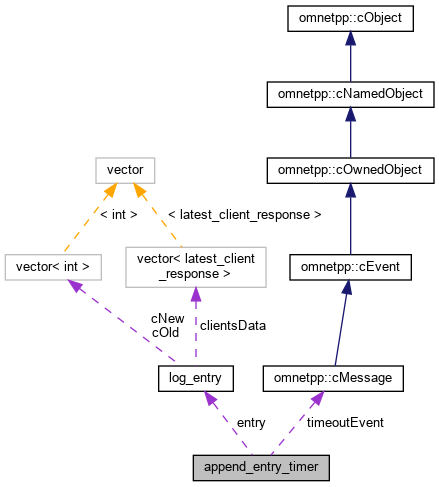 omnetpp::cObject
omnetpp::cNamedObject
vector
omnetpp::cOwnedObject
< int >
< latest_client_response >
vector< int >
vector< latest_client
_response >
omnetpp::cEvent
cNew
cOld
clientsData
log_entry
omnetpp::cMessage
entry
timeoutEvent
append_entry_timer